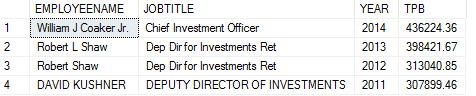 EMPLOYEENAME JOBTITLE YEAR TPB
1 William J Coaker Jr. Chief Investment Officer 2014 436224.36
2 Robert L Shaw Dep Dir for Investments Ret 2013 398421.67
3 Robert Shaw Dep Dir for Investments Ret 2012 313040.85
4 DAVID KUSHNER DEPUTY DIRECTOR OF INVESTMENTS 2011 307899.46